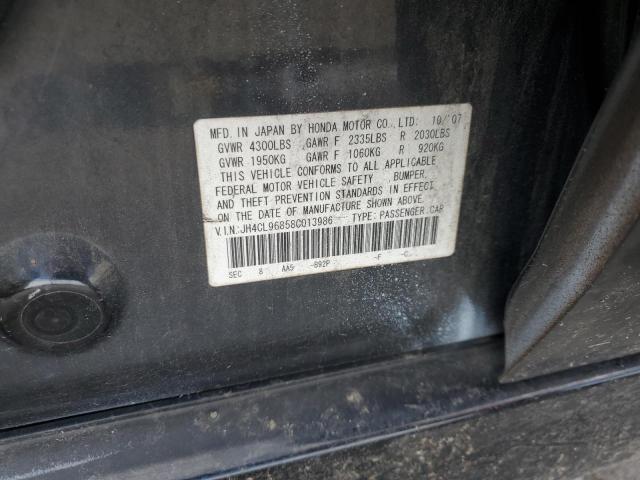 MFD. IN JAPAN BY HONDA MOTOR CO., LTD. 10/'07
GVWR 4300LBS GAWR F 2335LBS R 2030LBS
GVWR 1950KG GAWR F 1060KG R 920KG
THIS VEHICLE CONFORMS TO ALL APPLICABLE
FEDERAL MOTOR VEHICLE SAFETY BUMPER,
AND THEFT PREVENTION STANDARDS IN EFFECT
ON THE DATE OF MANUFACTURE SHOWN ABOVE.
V.I.N:JH4CL96858C013986 TYPE: PASSENGER CAR
SEC 8 AA5 -B92P -F -C